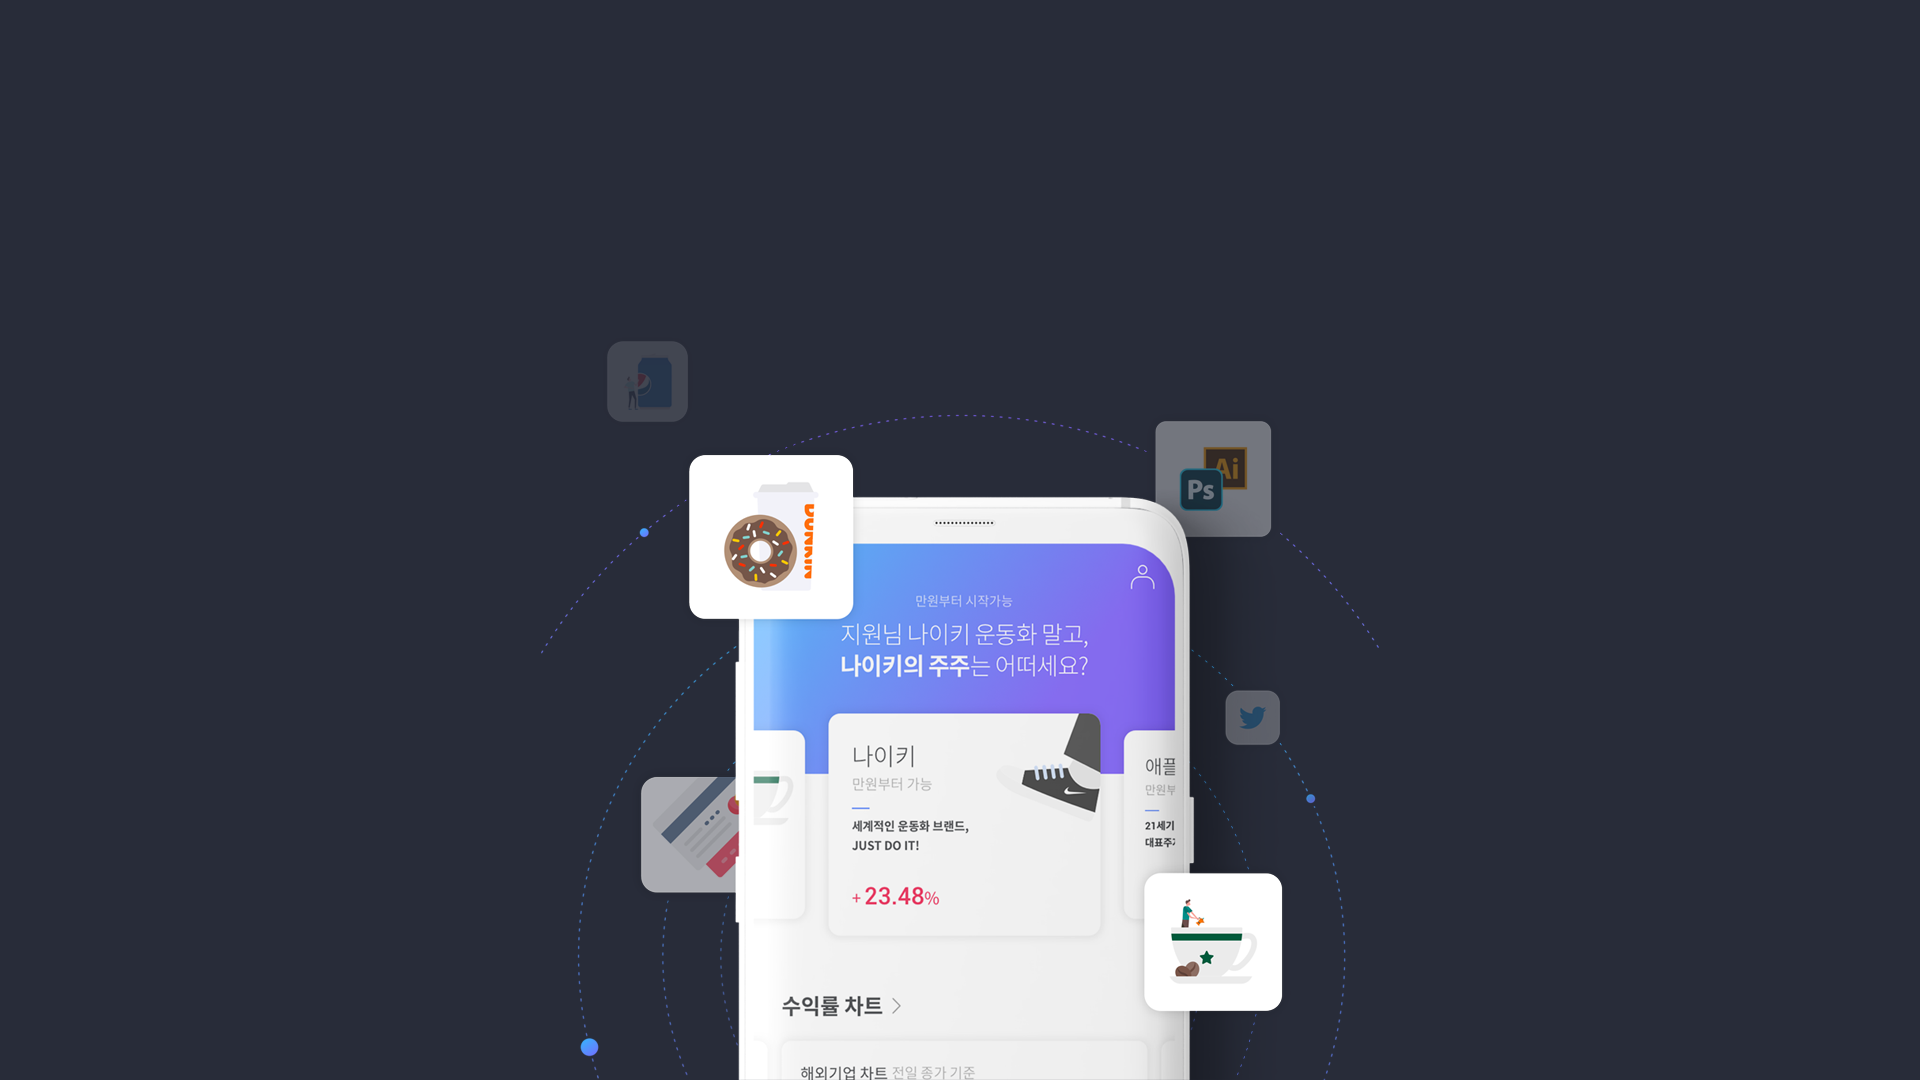 Ai
Ps
DUNKIN
만원부터 시작가능
지원님 나이키 운동화 말고,
나이키의 주주는 어떠세요?
나이키
만원부터 가능
세계적인 운동화 브랜드,
JUST DO IT!
+ 23.48%
애플
만원부
21세기
대표주
수익률 차트
해외기업 차트 전일 종가 기준